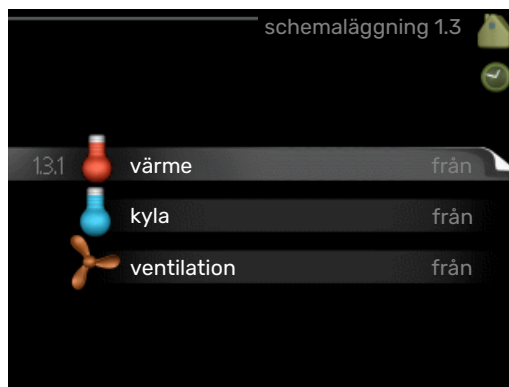 schemaläggning 1.3
1.3.1 värme från
kyla från
ventilation från